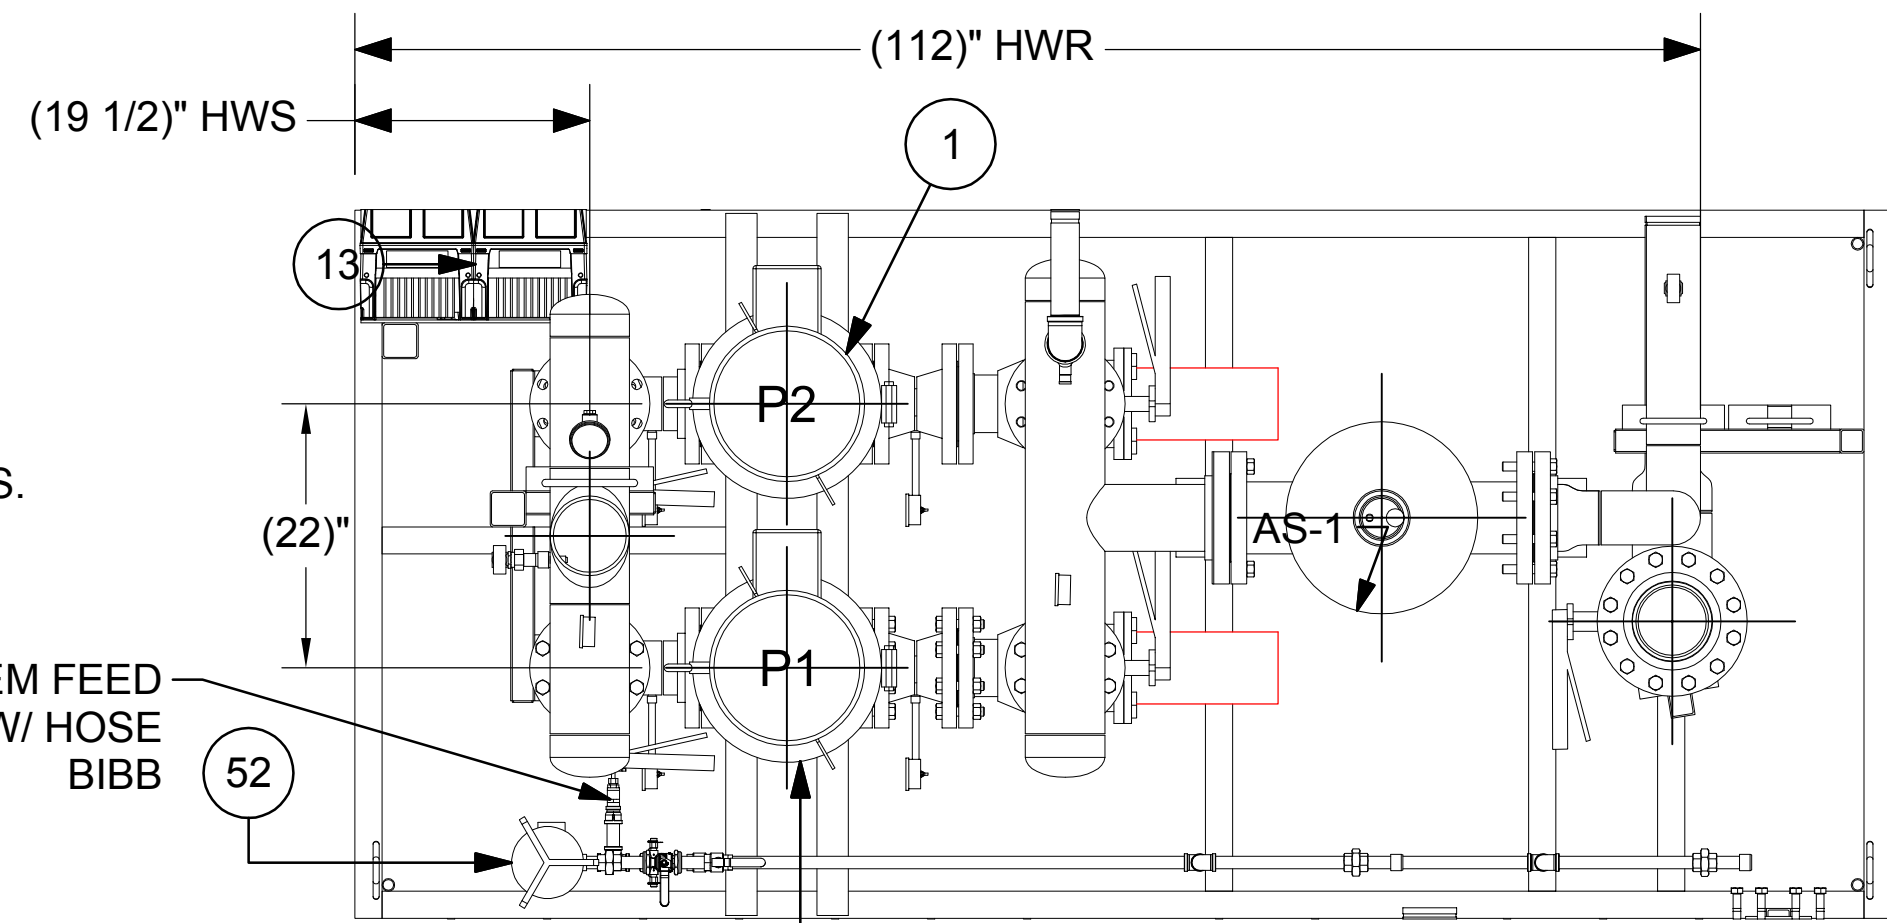 (112)" HWR
(19 1/2)" HWS
1
13
P2
S.
(22)"
AS-1
P1
EM FEED
W/ HOSE
BIBB
52